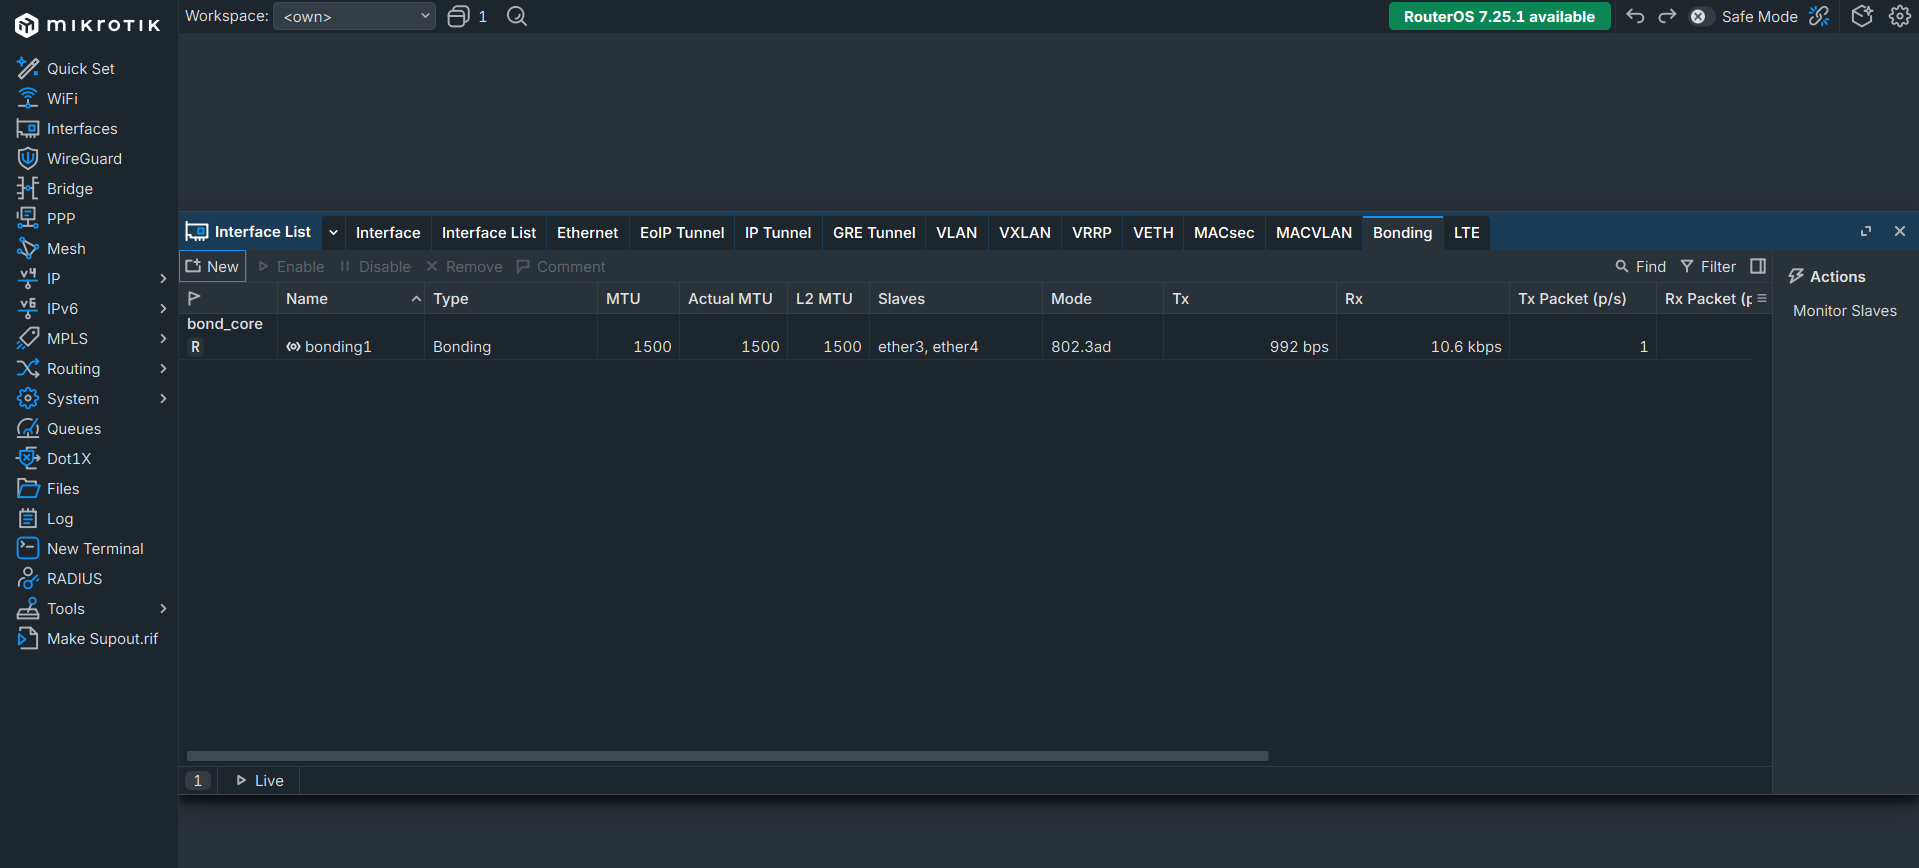 mikrotik
Workspace: <own> 1
RouterOS 7.25.1 available
Safe Mode
Quick Set
WiFi
Interfaces
WireGuard
Bridge
PPP
Mesh
IP
IPv6
MPLS
Routing
System
Queues
Dot1X
Files
Log
New Terminal
RADIUS
Tools
Make Supout.rif
Interface List Interface Interface List Ethernet EoIP Tunnel IP Tunnel GRE Tunnel VLAN VXLAN VRRP VETH MACsec MACVLAN Bonding LTE
New Enable Disable Remove Comment Find Filter
Name Type MTU Actual MTU L2 MTU Slaves Mode Tx Rx Tx Packet (p/s) Rx Packet (p
bond_core
R bonding1 Bonding 1500 1500 1500 ether3, ether4 802.3ad 992 bps 10.6 kbps 1
1 Live
Actions
Monitor Slaves